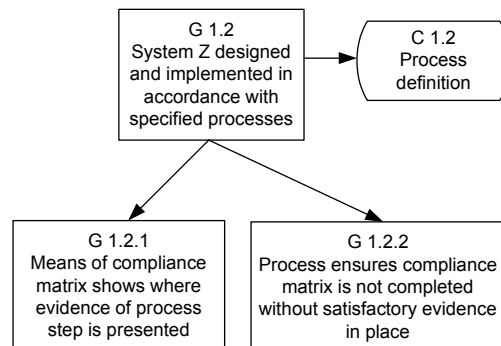 G 1.2
System Z designed
and implemented in
accordance with
specified processes
C 1.2
Process
definition
G 1.2.1
Means of compliance
matrix shows where
evidence of process
step is presented
G 1.2.2
Process ensures compliance
matrix is not completed
without satisfactory evidence
in place